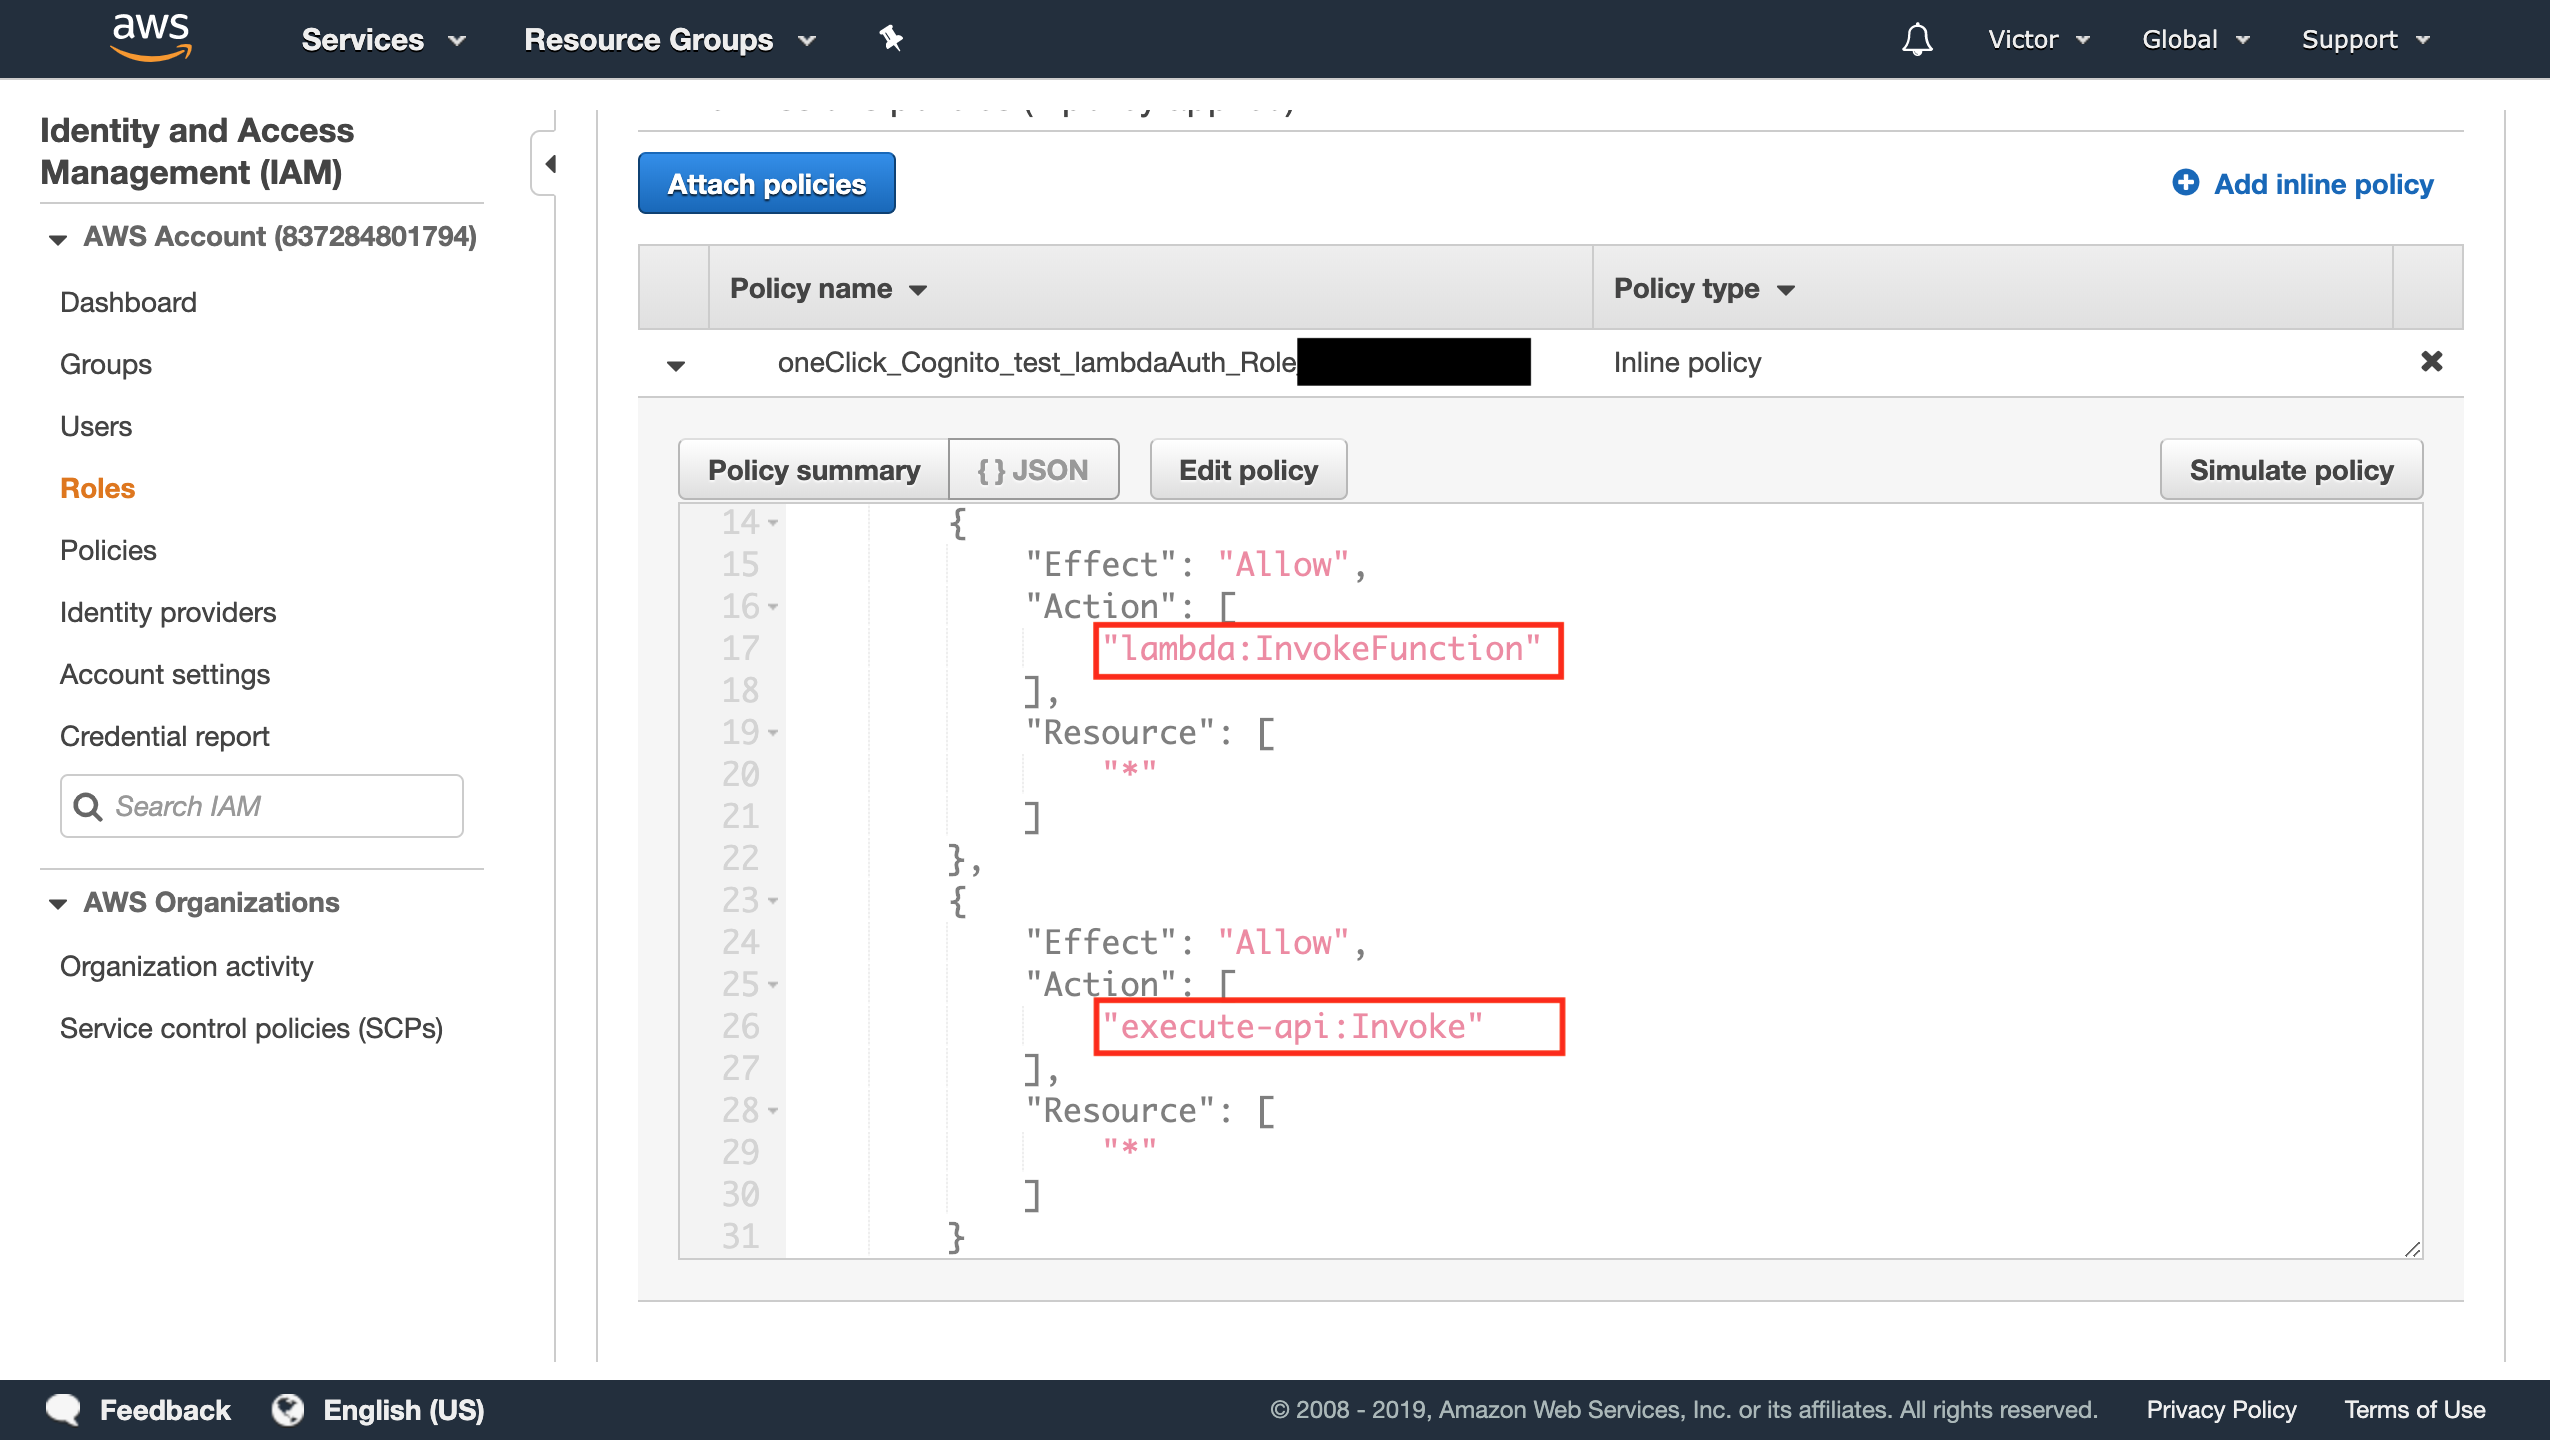 aws
Services
Resource Groups
Victor
Global
Support
Identity and Access
Management (IAM)
AWS Account (837284801794)
Dashboard
Groups
Users
Roles
Policies
Identity providers
Account settings
Credential report
Search IAM
AWS Organizations
Organization activity
Service control policies (SCPs)
Attach policies
Add inline policy
Policy name
Policy type
oneClick_Cognito_test_lambdaAuth_Role
Inline policy
Policy summary
{ } JSON
Edit policy
Simulate policy
14 {
15 "Effect": "Allow",
16 "Action": [
17 "lambda:InvokeFunction"
18 ],
19 "Resource": [
20 "*"
21 ]
22 },
23 {
24 "Effect": "Allow",
25 "Action": [
26 "execute-api:Invoke"
27 ],
28 "Resource": [
29 "*"
30 ]
31 }
Feedback
English (US)
© 2008 - 2019, Amazon Web Services, Inc. or its affiliates. All rights reserved.
Privacy Policy
Terms of Use